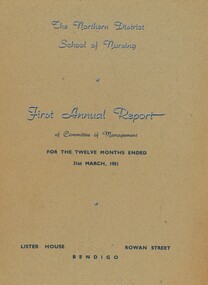 The Northern District
School of Nursing
First Annual Report
of Committee of Management
FOR THE TWELVE MONTHS ENDED
31st MARCH, 1951
LISTER HOUSE ROWAN STREET
BENDIGO